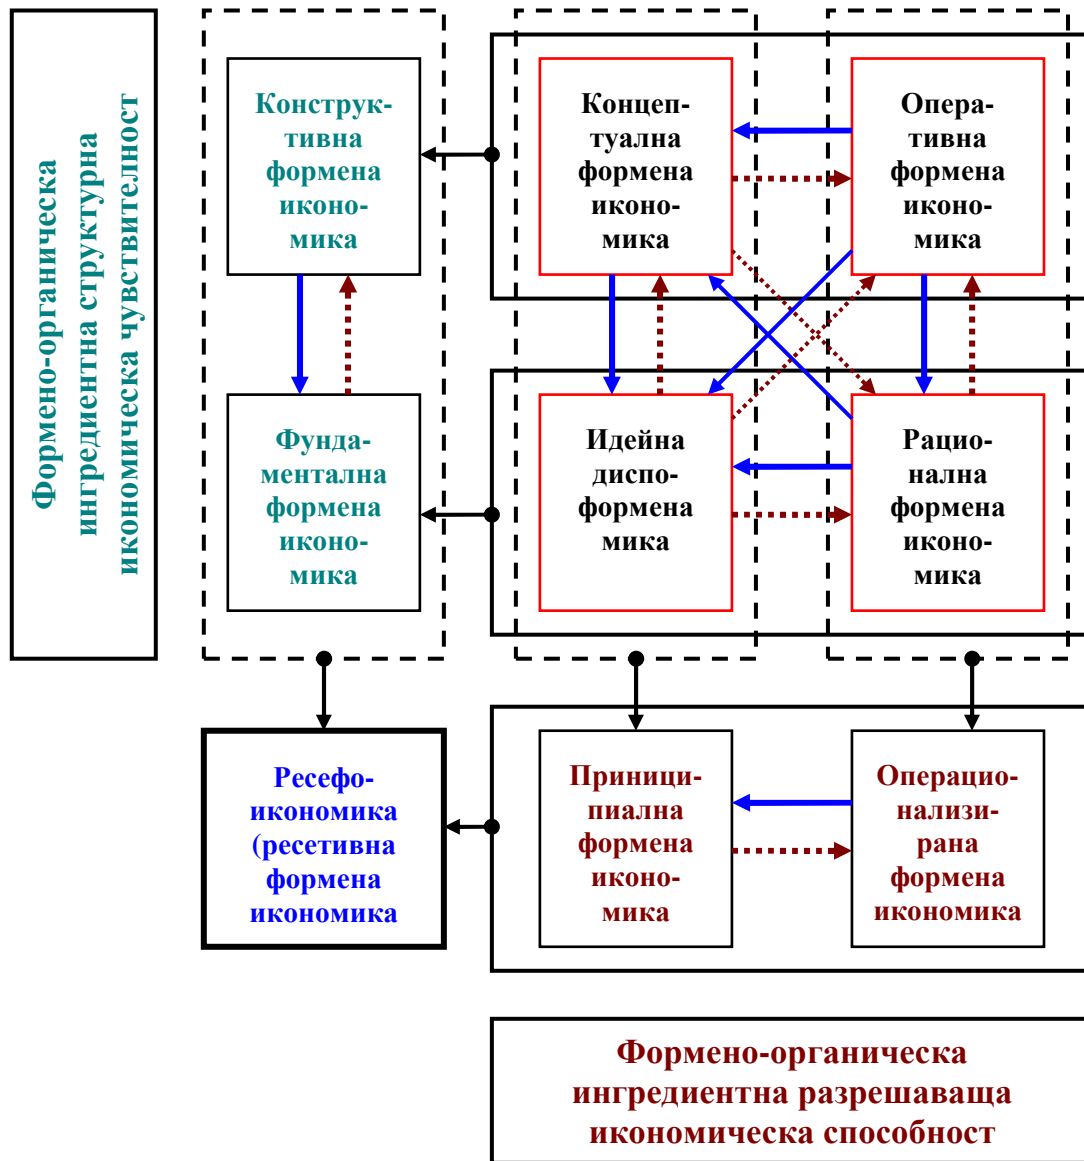 Формено-органическа
ингредиентна структурна
икономическа чувствителност
Конструк-
тивна
формена
иконо-
мика
Концеп-
туална
формена
иконо-
мика
Опера-
тивна
формена
иконо-
мика
Фунда-
ментална
формена
иконо-
мика
Идейна
диспо-
формена
мика
Рацио-
нална
формена
иконо-
мика
Ресефо-
икономика
(ресетивна
формена
икономика
Приници-
пиална
формена
иконо-
мика
Операцио-
нализи-
рана
формена
икономика
Формено-органическа
ингредиентна разрешаваща
икономическа способност